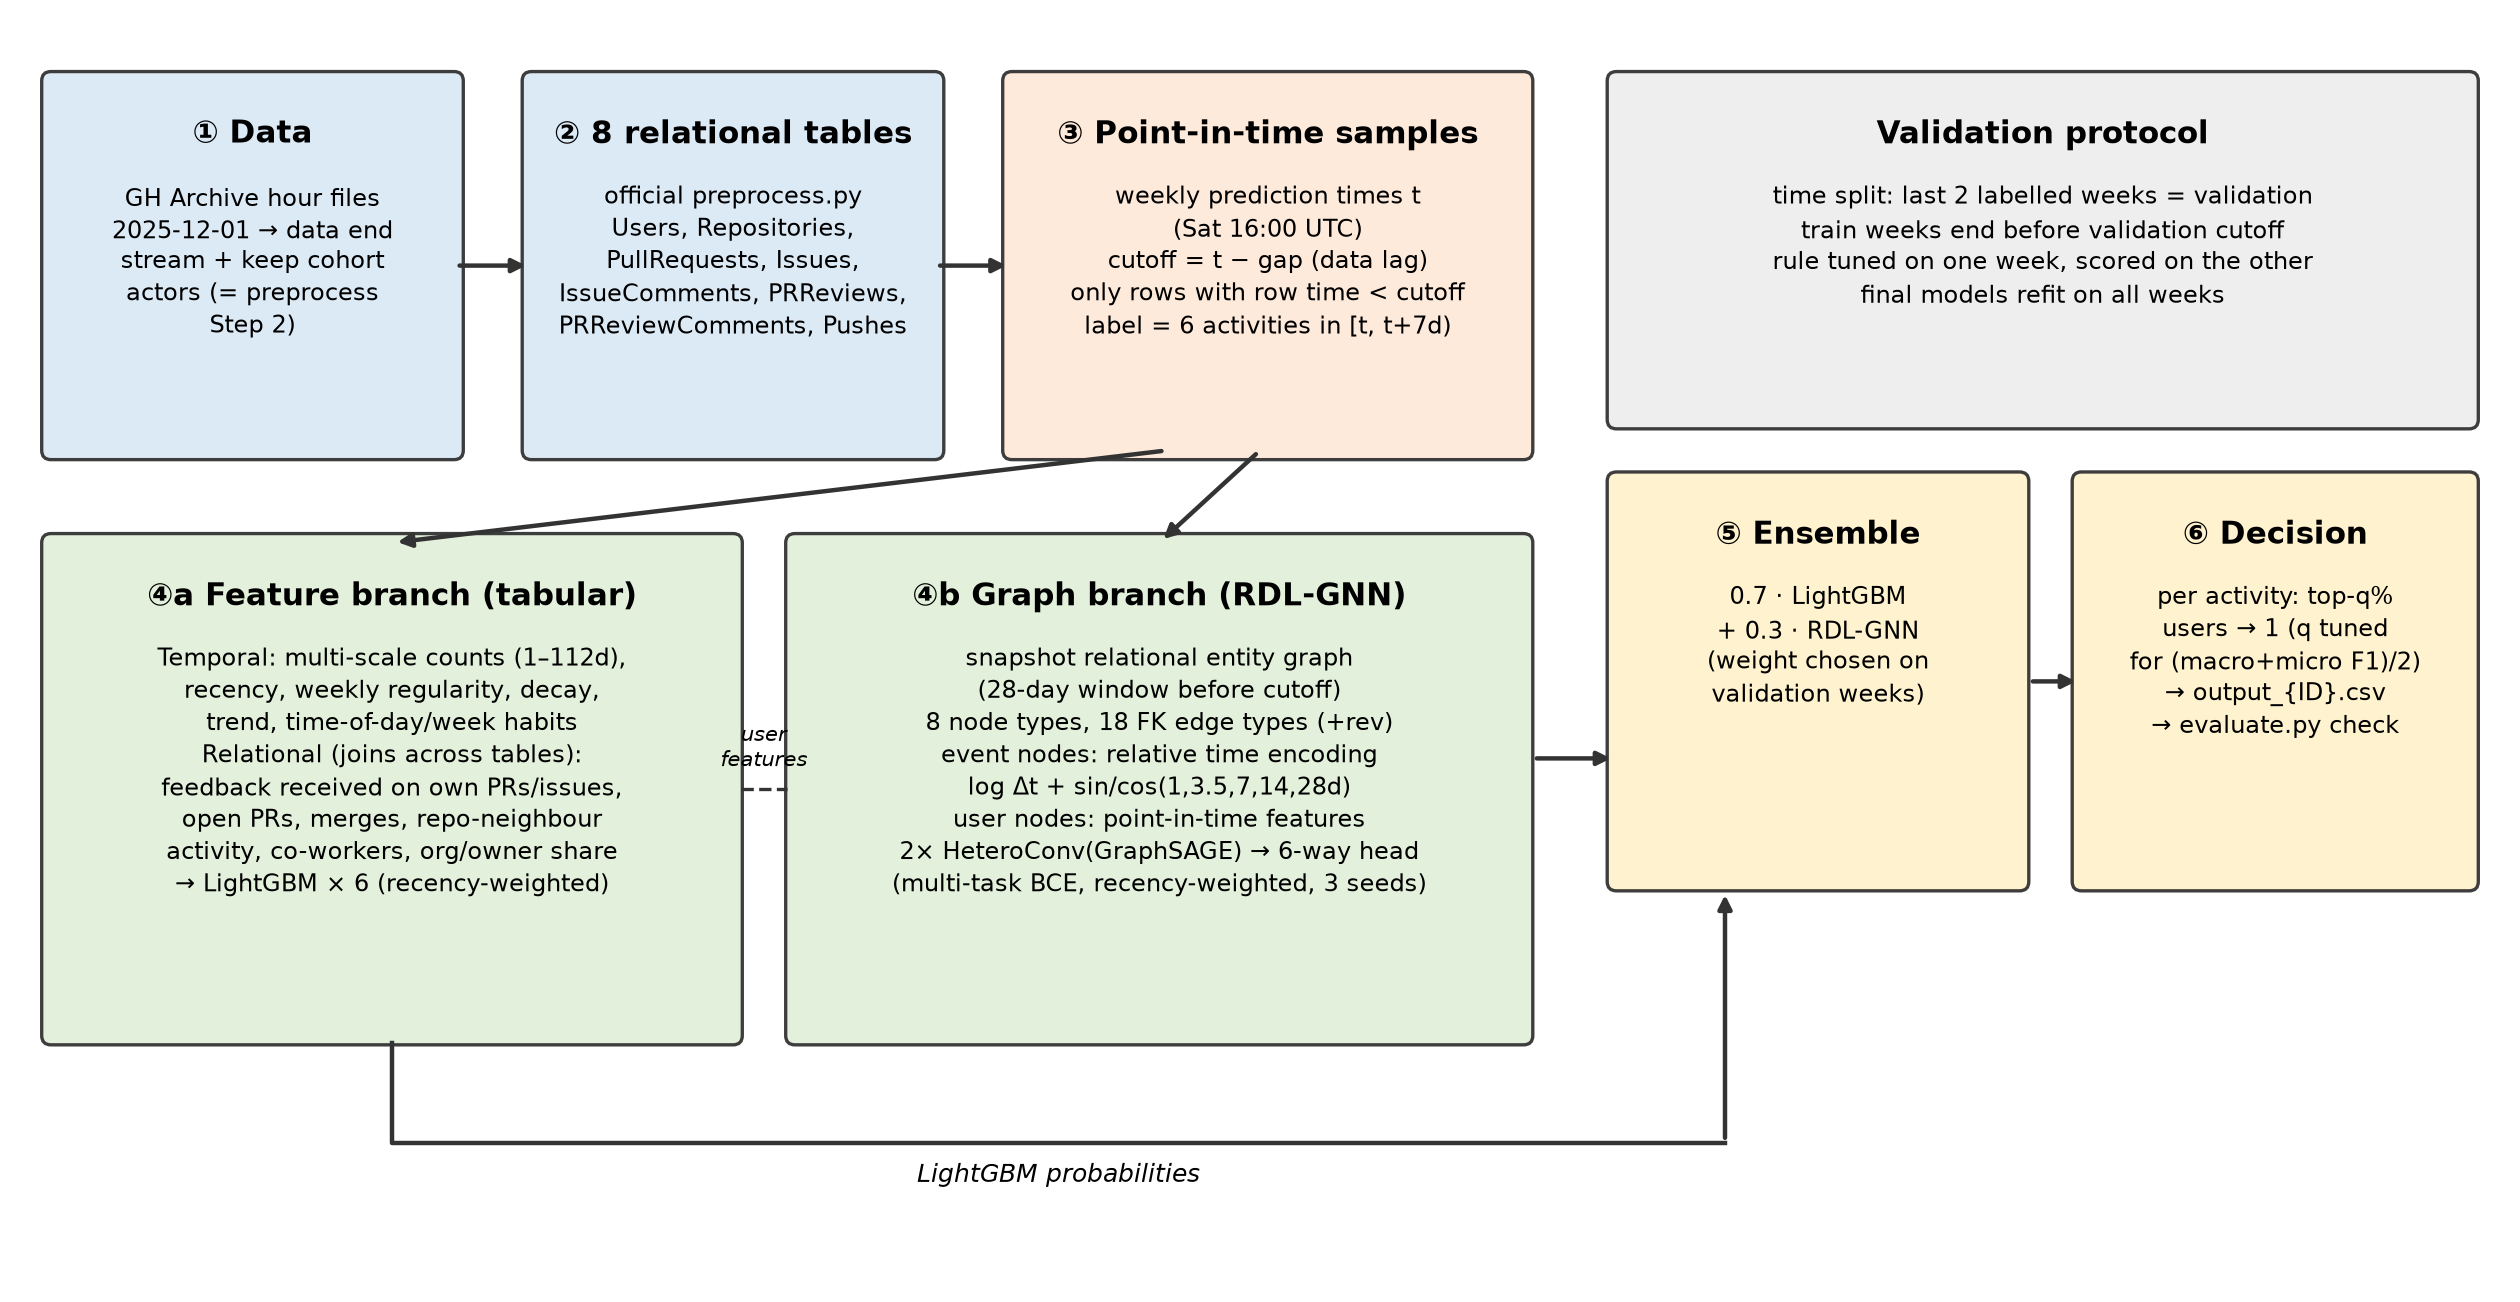 ① Data
GH Archive hour files
2025-12-01 → data end
stream + keep cohort
actors (= preprocess
Step 2)
② 8 relational tables
official preprocess.py
Users, Repositories,
PullRequests, Issues,
IssueComments, PRReviews,
PRReviewComments, Pushes
③ Point-in-time samples
weekly prediction times t
(Sat 16:00 UTC)
cutoff = t − gap (data lag)
only rows with row time < cutoff
label = 6 activities in [t, t+7d)
Validation protocol
time split: last 2 labelled weeks = validation
train weeks end before validation cutoff
rule tuned on one week, scored on the other
final models refit on all weeks
④a Feature branch (tabular)
Temporal: multi-scale counts (1–112d),
recency, weekly regularity, decay,
trend, time-of-day/week habits
Relational (joins across tables):
feedback received on own PRs/issues,
open PRs, merges, repo-neighbour
activity, co-workers, org/owner share
→ LightGBM × 6 (recency-weighted)
user
features
④b Graph branch (RDL-GNN)
snapshot relational entity graph
(28-day window before cutoff)
8 node types, 18 FK edge types (+rev)
event nodes: relative time encoding
log Δt + sin/cos(1,3.5,7,14,28d)
user nodes: point-in-time features
2× HeteroConv(GraphSAGE) → 6-way head
(multi-task BCE, recency-weighted, 3 seeds)
⑤ Ensemble
0.7 · LightGBM
+ 0.3 · RDL-GNN
(weight chosen on
validation weeks)
⑥ Decision
per activity: top-q%
users → 1 (q tuned
for (macro+micro F1)/2)
→ output_{ID}.csv
→ evaluate.py check
LightGBM probabilities